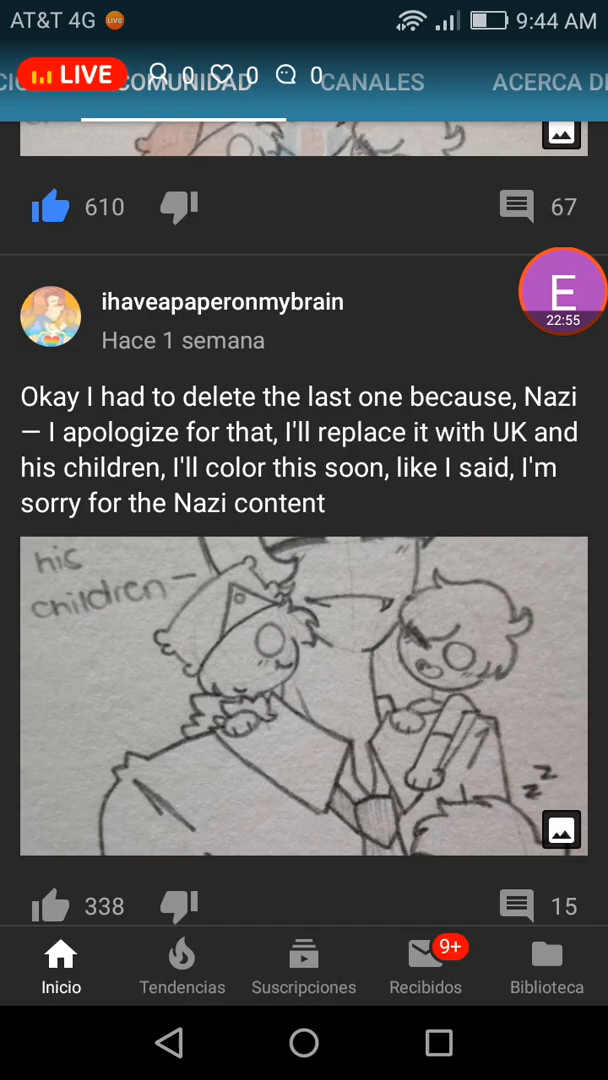 AT&T 4G LIVE 9:44 AM
LIVE 0 0 0
COMUNIDAD CANALES ACERCA
610 67
ihaveapaperonmybrain
E
22:55
Hace 1 semana
Okay I had to delete the last one because, Nazi
— I apologize for that, I'll replace it with UK and
his children, I'll color this soon, like I said, I'm
sorry for the Nazi content
his
children —
z z
338 15
9+
Inicio Tendencias Suscripciones Recibidos Biblioteca